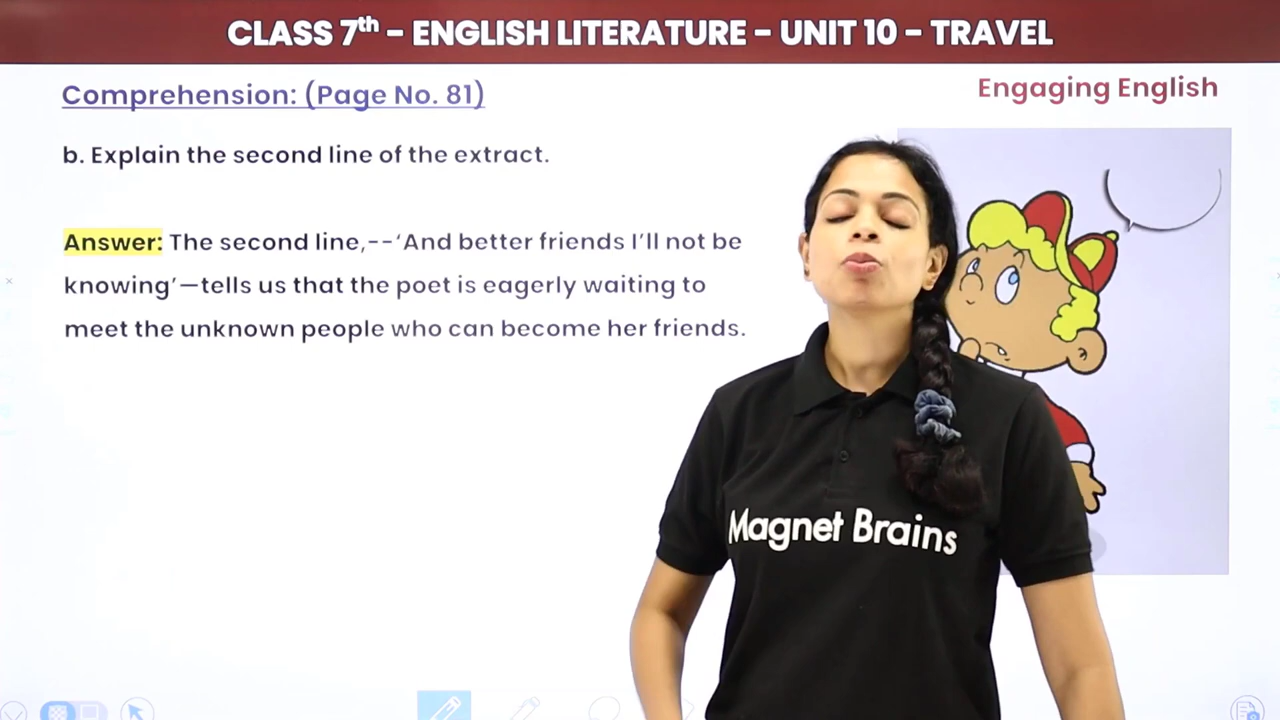 CLASS 7th - ENGLISH LITERATURE - UNIT 10 - TRAVEL
Comprehension: (Page No. 81)
Engaging English
b. Explain the second line of the extract.
Answer: The second line,--‘And better friends I’ll not be
knowing’—tells us that the poet is eagerly waiting to
meet the unknown people who can become her friends.
Magnet Brains